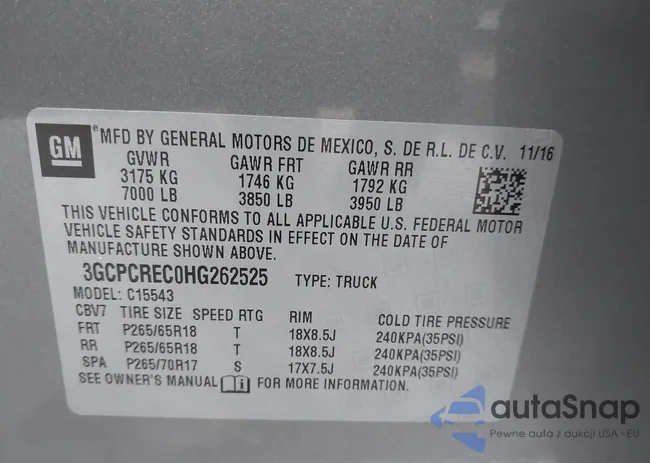 GM ® MFD BY GENERAL MOTORS DE MEXICO, S. DE R.L. DE C.V. 11/16
GVWR GAWR FRT GAWR RR
3175 KG 1746 KG 1792 KG
7000 LB 3850 LB 3950 LB
THIS VEHICLE CONFORMS TO ALL APPLICABLE U.S. FEDERAL MOTOR
VEHICLE SAFETY STANDARDS IN EFFECT ON THE DATE OF
MANUFACTURE SHOWN ABOVE.
3GCPCREC0HG262525 TYPE: TRUCK
MODEL: C15543
CBV7 TIRE SIZE SPEED RTG RIM COLD TIRE PRESSURE
FRT P265/65R18 T 18X8.5J 240KPA(35PSI)
RR P265/65R18 T 18X8.5J 240KPA(35PSI)
SPA P265/70R17 S 17X7.5J 240KPA(35PSI)
SEE OWNER'S MANUAL FOR MORE INFORMATION.
autaSnap
Pewne auta z aukcji USA · EU